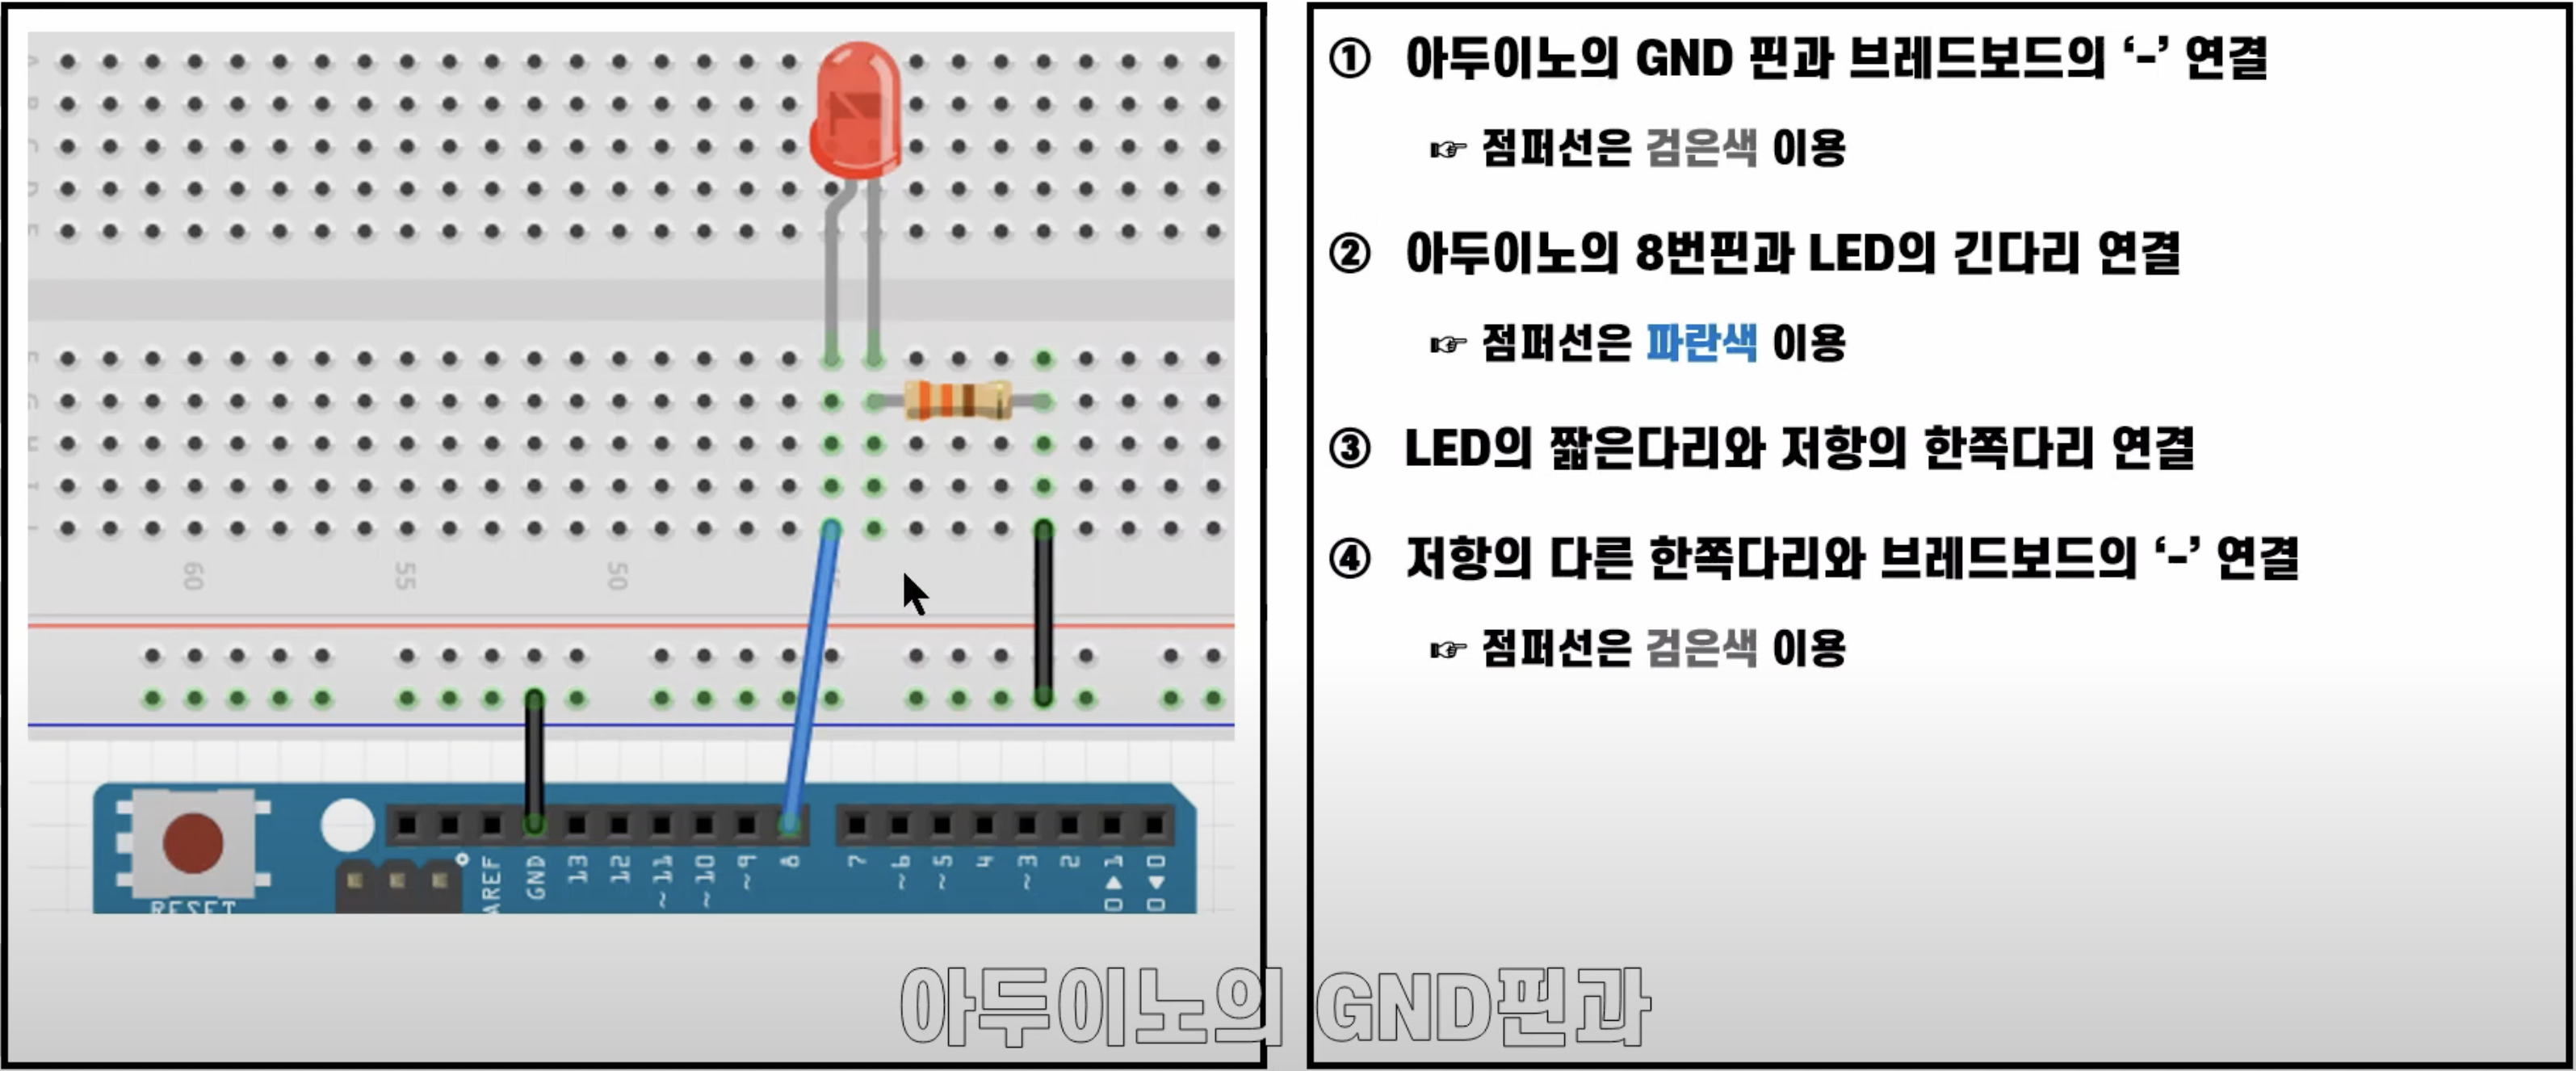 ① 아두이노의 GND 핀과 브레드보드의 ‘-’ 연결
☞ 점퍼선은 검은색 이용
② 아두이노의 8번핀과 LED의 긴다리 연결
☞ 점퍼선은 파란색 이용
③ LED의 짧은다리와 저항의 한쪽다리 연결
④ 저항의 다른 한쪽다리와 브레드보드의 ‘-’ 연결
☞ 점퍼선은 검은색 이용
60 55 50
AREF GND 13 12 ~11 ~10 ~9 8 7 ~6 ~5 4 ~3 2 1 0
RESET
아두이노의 GND핀과